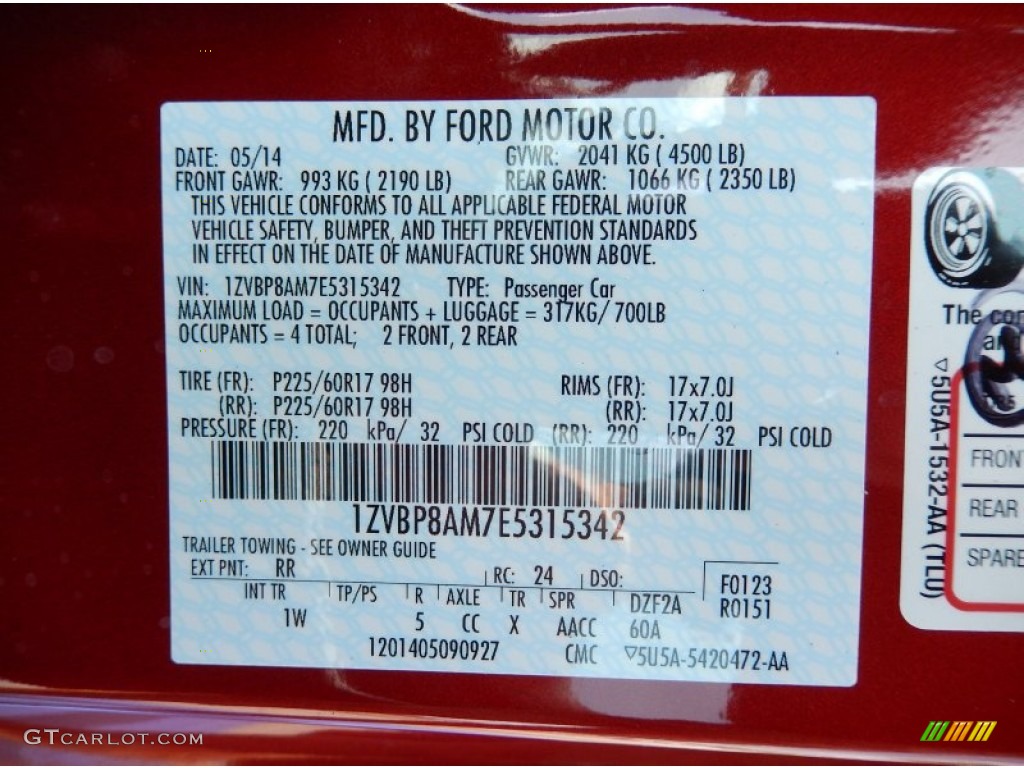 MFD. BY FORD MOTOR CO.
DATE: 05/14 GVWR: 2041 KG ( 4500 LB)
FRONT GAWR: 993 KG ( 2190 LB) REAR GAWR: 1066 KG ( 2350 LB)
THIS VEHICLE CONFORMS TO ALL APPLICABLE FEDERAL MOTOR
VEHICLE SAFETY, BUMPER, AND THEFT PREVENTION STANDARDS
IN EFFECT ON THE DATE OF MANUFACTURE SHOWN ABOVE.
VIN: 1ZVBP8AM7E5315342 TYPE: Passenger Car
MAXIMUM LOAD = OCCUPANTS + LUGGAGE = 317KG/ 700LB
OCCUPANTS = 4 TOTAL; 2 FRONT, 2 REAR
TIRE (FR): P225/60R17 98H RIMS (FR): 17x7.0J
(RR): P225/60R17 98H (RR): 17x7.0J
PRESSURE (FR): 220 kPa/ 32 PSI COLD (RR): 220 kPa/ 32 PSI COLD
1ZVBP8AM7E5315342
TRAILER TOWING - SEE OWNER GUIDE
EXT PNT: RR RC: 24 DSO: F0123
INT TR TP/PS R AXLE TR SPR DZF2A R0151
1W 5 CC X AACC 60A
1201405090927 CMC ▽5U5A-5420472-AA
The
and
▽5U5A-1532-AA (TLU)
FRON
REAR
SPARE
GTCARLOT.COM